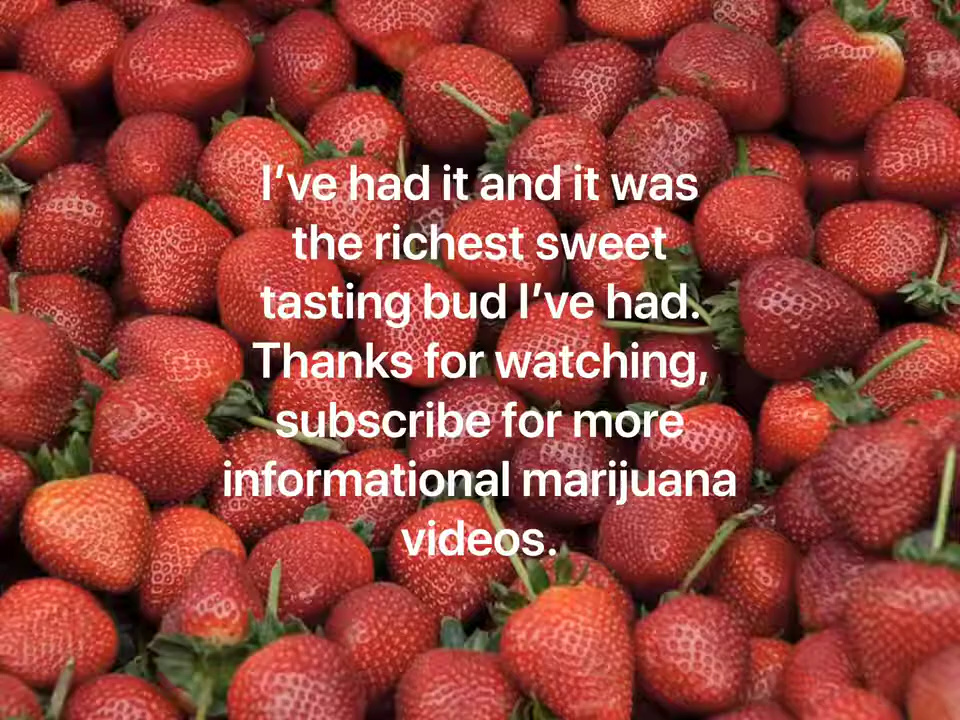 I’ve had it and it was
the richest sweet
tasting bud I’ve had.
Thanks for watching,
subscribe for more
informational marijuana
videos.